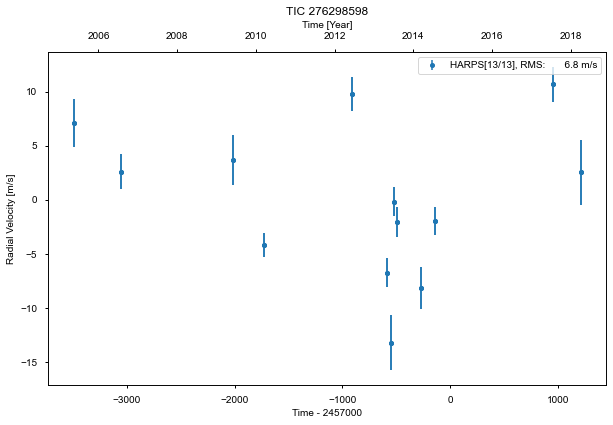 TIC 276298598
Time [Year]
2006 2008 2010 2012 2014 2016 2018
HARPS[13/13], RMS: 6.8 m/s
10
5
0
−5
−10
−15
Radial Velocity [m/s]
−3000 −2000 −1000 0 1000
Time - 2457000